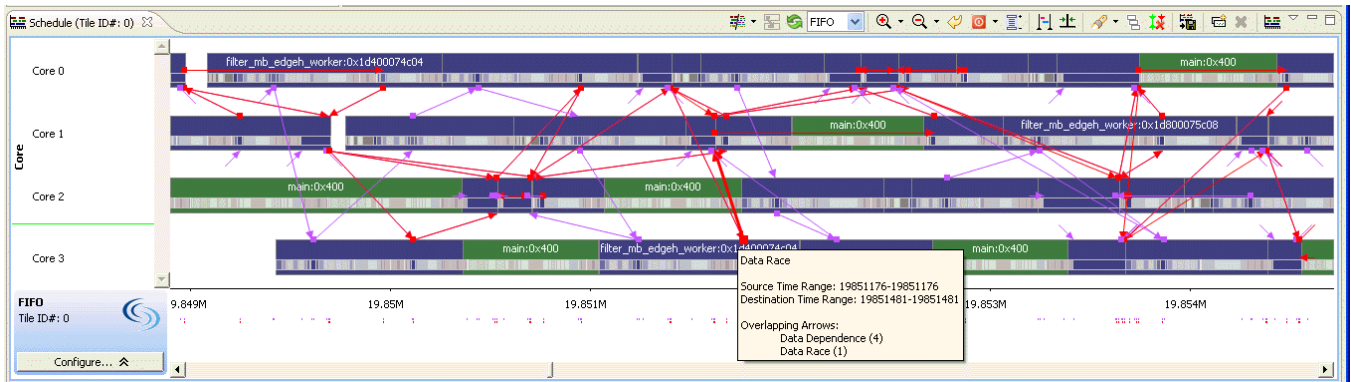 Schedule (Tile ID#: 0)
FIFO
Core 0
filter_mb_edgeh_worker:0x1d400074c04
main:0x400
Core 1
main:0x400
filter_mb_edgeh_worker:0x1d800075c08
Core
Core 2
main:0x400
main:0x400
Core 3
main:0x400
filter_mb_edgeh_worker:0x1d400074c04
main:0x400
Data Race
Source Time Range: 19851176-19851176
Destination Time Range: 19851481-19851481
Overlapping Arrows:
Data Dependence (4)
Data Race (1)
FIFO
Tile ID#: 0
9.849M
19.85M
19.851M
19.853M
19.854M
Configure...